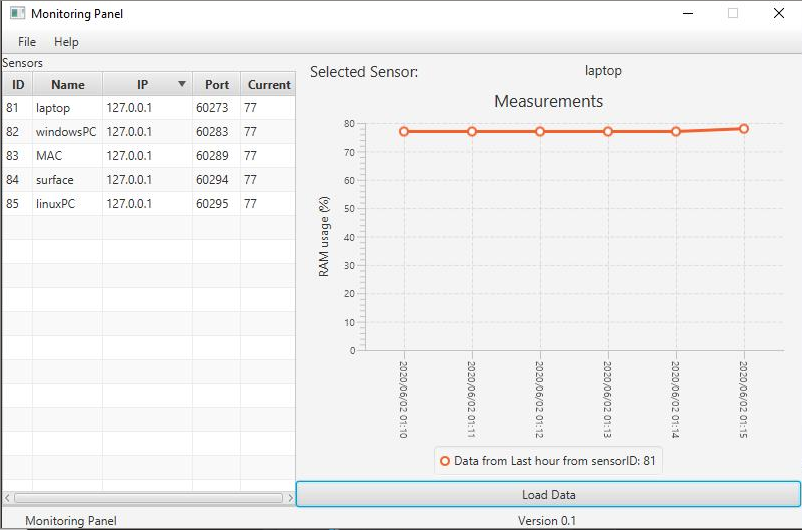 Monitoring Panel
File Help
Sensors
ID Name IP Port Current
81 laptop 127.0.0.1 60273 77
82 windowsPC 127.0.0.1 60283 77
83 MAC 127.0.0.1 60289 77
84 surface 127.0.0.1 60294 77
85 linuxPC 127.0.0.1 60295 77
Selected Sensor: laptop
Measurements
RAM usage (%)
80
70
60
50
40
30
20
10
0
2020/06/02 01:10
2020/06/02 01:11
2020/06/02 01:12
2020/06/02 01:13
2020/06/02 01:14
2020/06/02 01:15
Data from Last hour from sensorID: 81
Load Data
Monitoring Panel Version 0.1